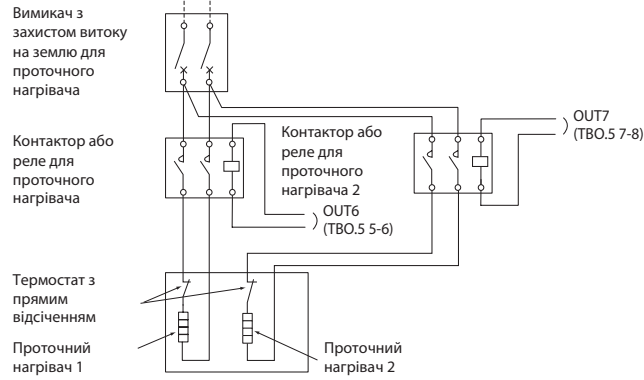 Вимикач з
захистом витоку
на землю для
проточного
нагрівача
OUT7
(TBO.5 7-8)
Контактор або
реле для
проточного
нагрівача
Контактор або
реле для
проточного
нагрівача 2
OUT6
(TBO.5 5-6)
Термостат з
прямим
відсіченням
Проточний
нагрівач 1
Проточний
нагрівач 2